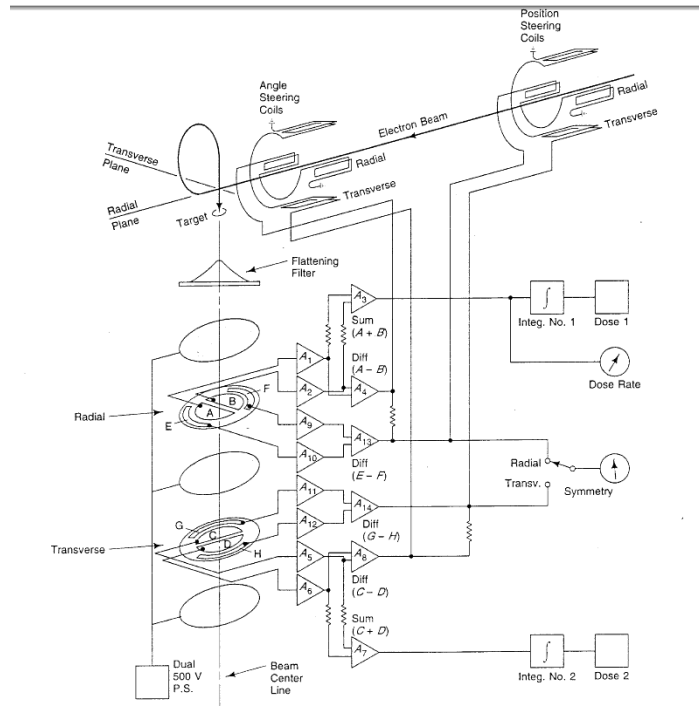 Position
Steering
Coils
Radial
Transverse
Electron Beam
Angle
Steering
Coils
Radial
Transverse
Transverse
Plane
Radial
Plane
Target
Flattening
Filter
A3
Sum
(A + B)
Integ. No. 1
Dose 1
∫
Dose Rate
A1
A2
Diff
(A − B)
A4
F
B
A
E
Radial
A9
A10
A13
Diff
(E − F)
Radial
Transv.
Symmetry
A11
A12
A14
Diff
(G − H)
G
C
D
H
Transverse
A5
A6
A8
Diff
(C − D)
Sum
(C + D)
A7
∫
Integ. No. 2
Dose 2
Dual
500 V
P.S.
Beam
Center
Line